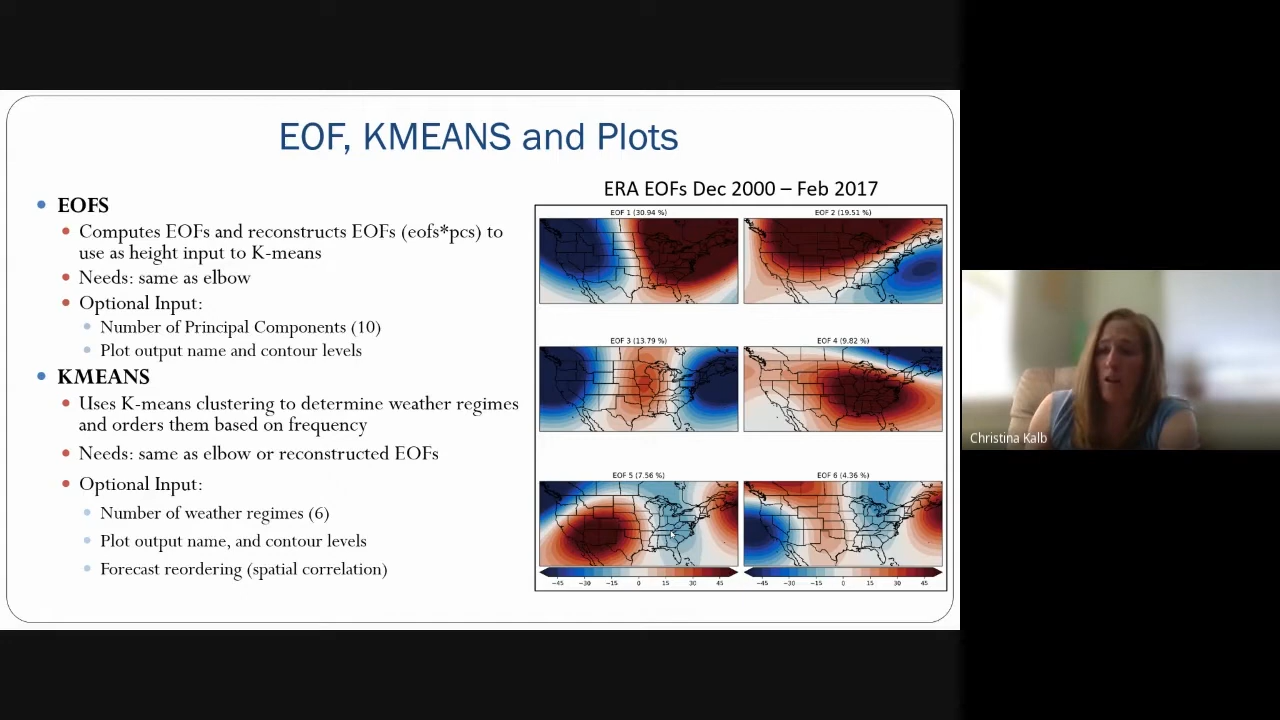 EOF, KMEANS and Plots
EOFS
Computes EOFs and reconstructs EOFs (eofs*pcs) to
use as height input to K-means
Needs: same as elbow
Optional Input:
Number of Principal Components (10)
Plot output name and contour levels
KMEANS
Uses K-means clustering to determine weather regimes
and orders them based on frequency
Needs: same as elbow or reconstructed EOFs
Optional Input:
Number of weather regimes (6)
Plot output name, and contour levels
Forecast reordering (spatial correlation)
ERA EOFs Dec 2000 – Feb 2017
EOF 1 (30.94 %)
EOF 2 (19.51 %)
EOF 3 (13.79 %)
EOF 4 (9.82 %)
EOF 5 (7.56 %)
EOF 6 (4.36 %)
−45 −30 −15 0 15 30 45
−45 −30 −15 0 15 30 45
Christina Kalb